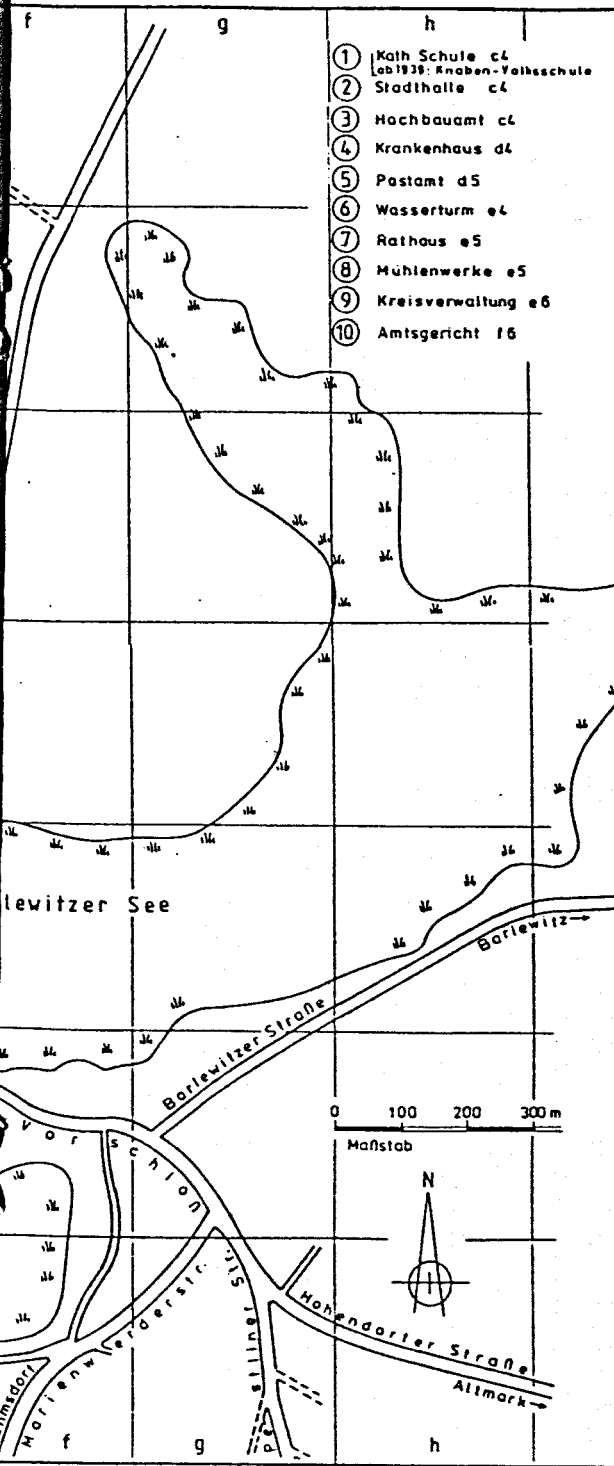 f g h
① Kath Schule c4
ab 1939: Knaben-Volksschule
② Stadthalle c4
③ Hochbauamt c4
④ Krankenhaus d4
⑤ Postamt d5
⑥ Wasserturm e4
⑦ Rathaus e5
⑧ Mühlenwerke e5
⑨ Kreisverwaltung e6
⑩ Amtsgericht f6
lewitzer See
Barlewitz →
Barlewitzer Straße
0 100 200 300 m
Maßstab
Vorschloß
N
Marienwerderstr.
Hohendorfer Straße
Altmark →
f g h